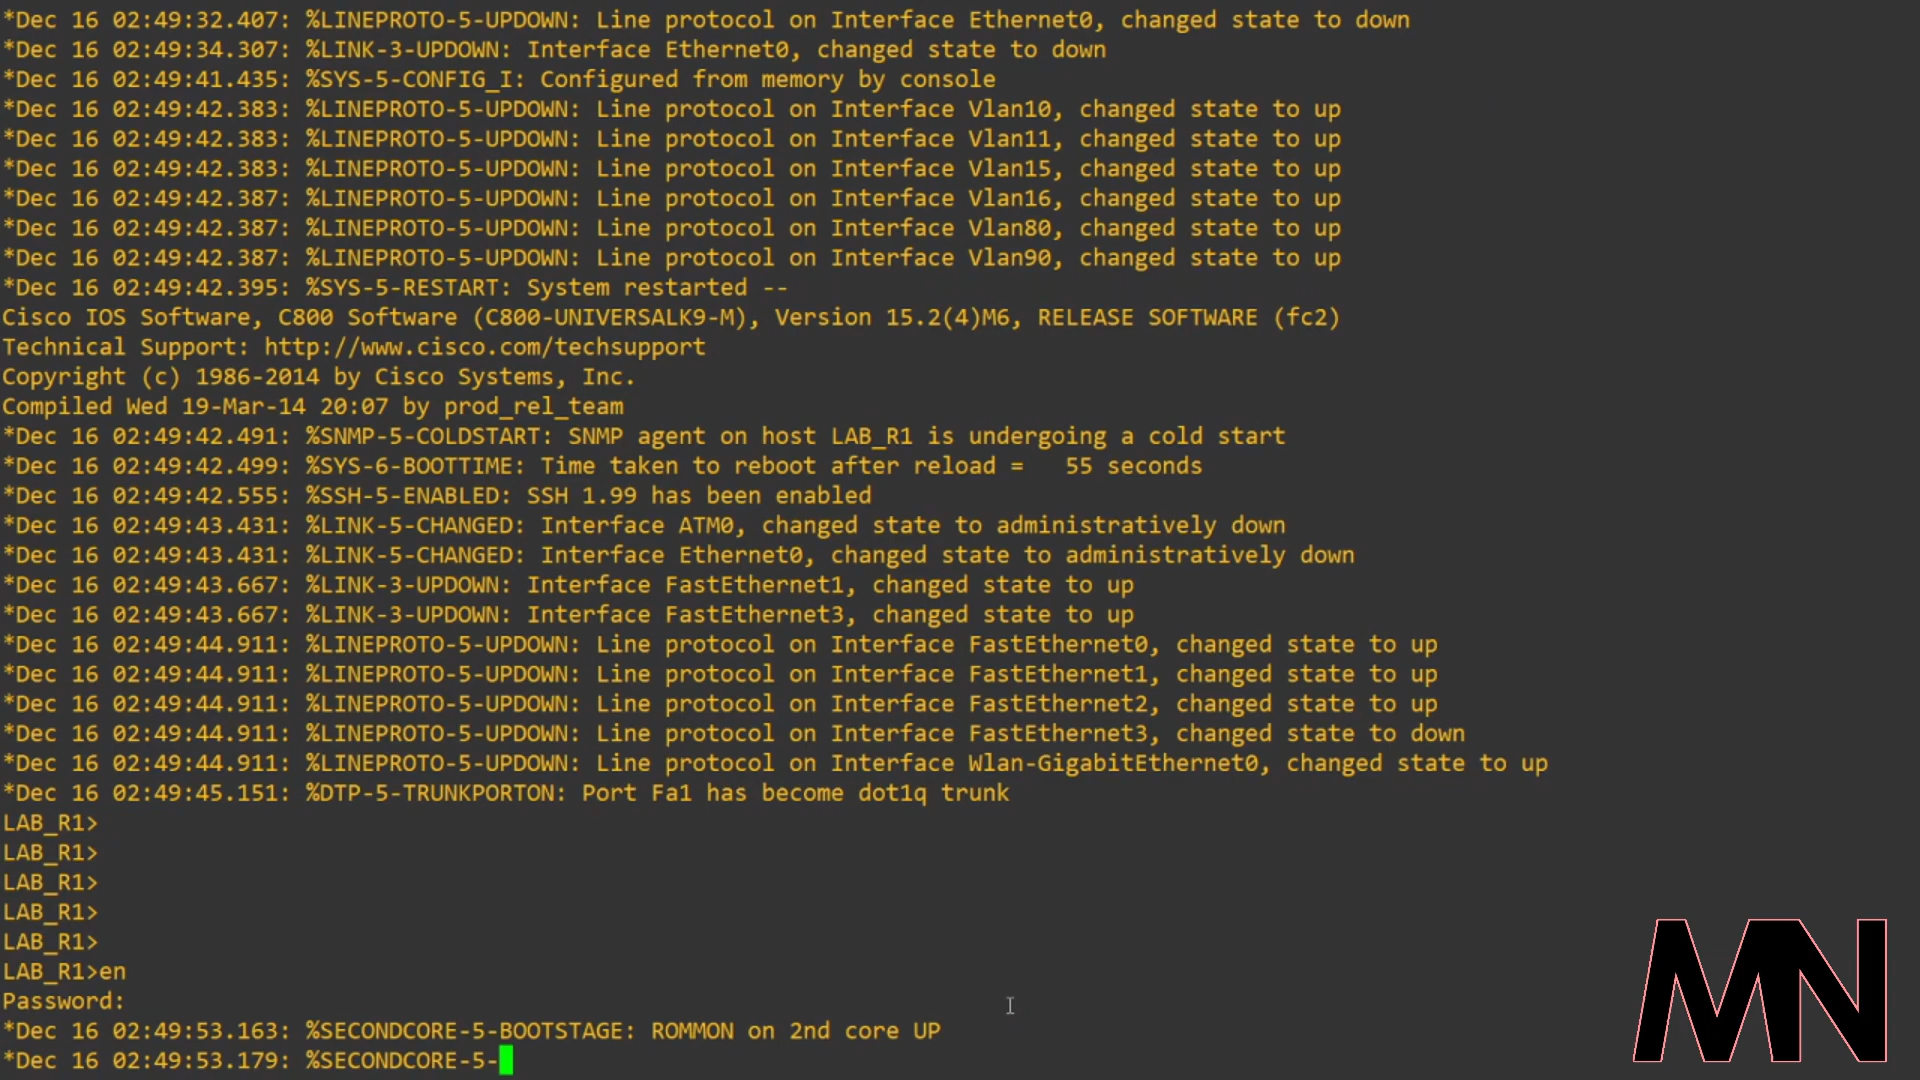 *Dec 16 02:49:32.407: %LINEPROTO-5-UPDOWN: Line protocol on Interface Ethernet0, changed state to down
*Dec 16 02:49:34.307: %LINK-3-UPDOWN: Interface Ethernet0, changed state to down
*Dec 16 02:49:41.435: %SYS-5-CONFIG_I: Configured from memory by console
*Dec 16 02:49:42.383: %LINEPROTO-5-UPDOWN: Line protocol on Interface Vlan10, changed state to up
*Dec 16 02:49:42.383: %LINEPROTO-5-UPDOWN: Line protocol on Interface Vlan11, changed state to up
*Dec 16 02:49:42.383: %LINEPROTO-5-UPDOWN: Line protocol on Interface Vlan15, changed state to up
*Dec 16 02:49:42.387: %LINEPROTO-5-UPDOWN: Line protocol on Interface Vlan16, changed state to up
*Dec 16 02:49:42.387: %LINEPROTO-5-UPDOWN: Line protocol on Interface Vlan80, changed state to up
*Dec 16 02:49:42.387: %LINEPROTO-5-UPDOWN: Line protocol on Interface Vlan90, changed state to up
*Dec 16 02:49:42.395: %SYS-5-RESTART: System restarted --
Cisco IOS Software, C800 Software (C800-UNIVERSALK9-M), Version 15.2(4)M6, RELEASE SOFTWARE (fc2)
Technical Support: http://www.cisco.com/techsupport
Copyright (c) 1986-2014 by Cisco Systems, Inc.
Compiled Wed 19-Mar-14 20:07 by prod_rel_team
*Dec 16 02:49:42.491: %SNMP-5-COLDSTART: SNMP agent on host LAB_R1 is undergoing a cold start
*Dec 16 02:49:42.499: %SYS-6-BOOTTIME: Time taken to reboot after reload =   55 seconds
*Dec 16 02:49:42.555: %SSH-5-ENABLED: SSH 1.99 has been enabled
*Dec 16 02:49:43.431: %LINK-5-CHANGED: Interface ATM0, changed state to administratively down
*Dec 16 02:49:43.431: %LINK-5-CHANGED: Interface Ethernet0, changed state to administratively down
*Dec 16 02:49:43.667: %LINK-3-UPDOWN: Interface FastEthernet1, changed state to up
*Dec 16 02:49:43.667: %LINK-3-UPDOWN: Interface FastEthernet3, changed state to up
*Dec 16 02:49:44.911: %LINEPROTO-5-UPDOWN: Line protocol on Interface FastEthernet0, changed state to up
*Dec 16 02:49:44.911: %LINEPROTO-5-UPDOWN: Line protocol on Interface FastEthernet1, changed state to up
*Dec 16 02:49:44.911: %LINEPROTO-5-UPDOWN: Line protocol on Interface FastEthernet2, changed state to up
*Dec 16 02:49:44.911: %LINEPROTO-5-UPDOWN: Line protocol on Interface FastEthernet3, changed state to down
*Dec 16 02:49:44.911: %LINEPROTO-5-UPDOWN: Line protocol on Interface Wlan-GigabitEthernet0, changed state to up
*Dec 16 02:49:45.151: %DTP-5-TRUNKPORTON: Port Fa1 has become dot1q trunk
LAB_R1>
LAB_R1>
LAB_R1>
LAB_R1>
LAB_R1>
LAB_R1>en
Password:
*Dec 16 02:49:53.163: %SECONDCORE-5-BOOTSTAGE: ROMMON on 2nd core UP
*Dec 16 02:49:53.179: %SECONDCORE-5-
MN